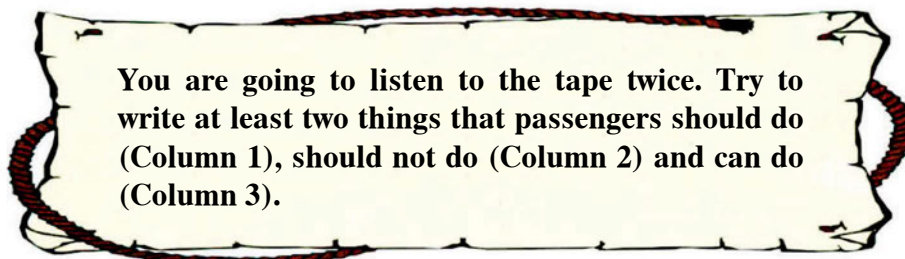 You are going to listen to the tape twice. Try to
write at least two things that passengers should do
(Column 1), should not do (Column 2) and can do
(Column 3).